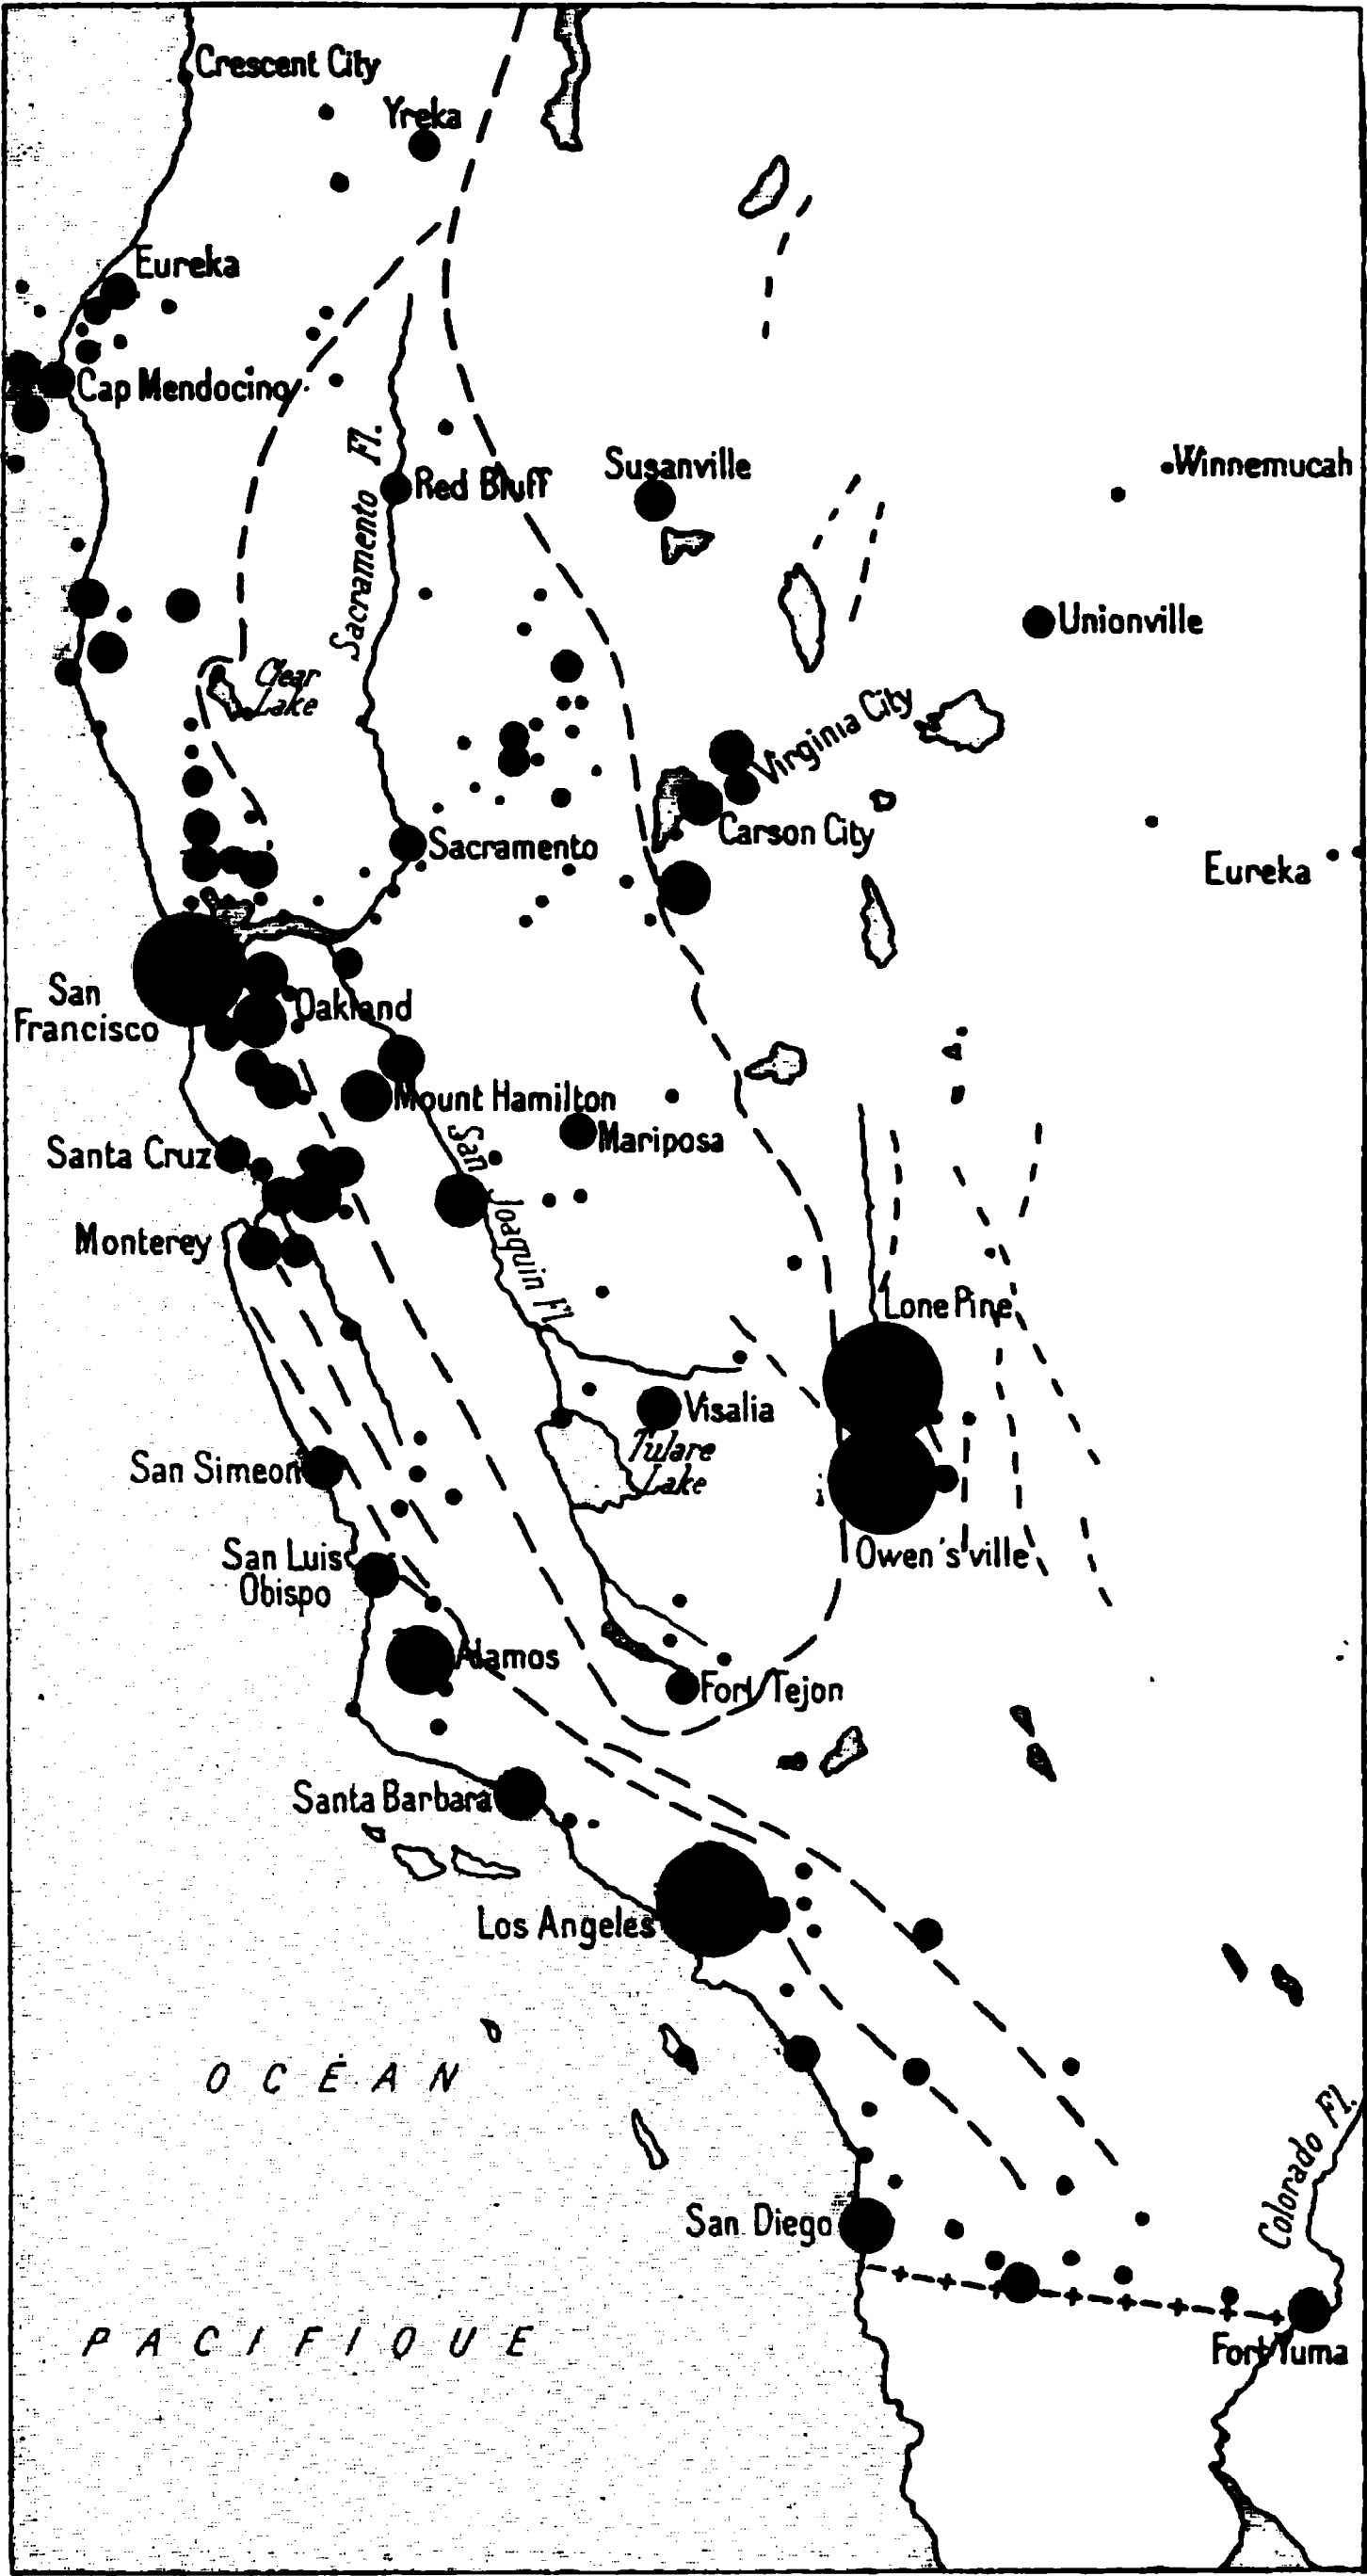 Crescent City
Yreka
Eureka
Cap Mendocino
Sacramento Fl.
Red Bluff
Susanville
Winnemucah
Unionville
Clear
Lake
Virginia City
Carson City
Sacramento
Eureka
San
Francisco
Oakland
Mount Hamilton
Mariposa
Santa Cruz
San Joaquin Fl.
Monterey
Lone Pine
Visalia
Tulare
Lake
San Simeon
Owen's'ville
San Luis
Obispo
Alamos
Fort Tejon
Santa Barbara
Los Angeles
OCÉAN
Colorado Fl.
San Diego
PACIFIQUE
Fort Yuma